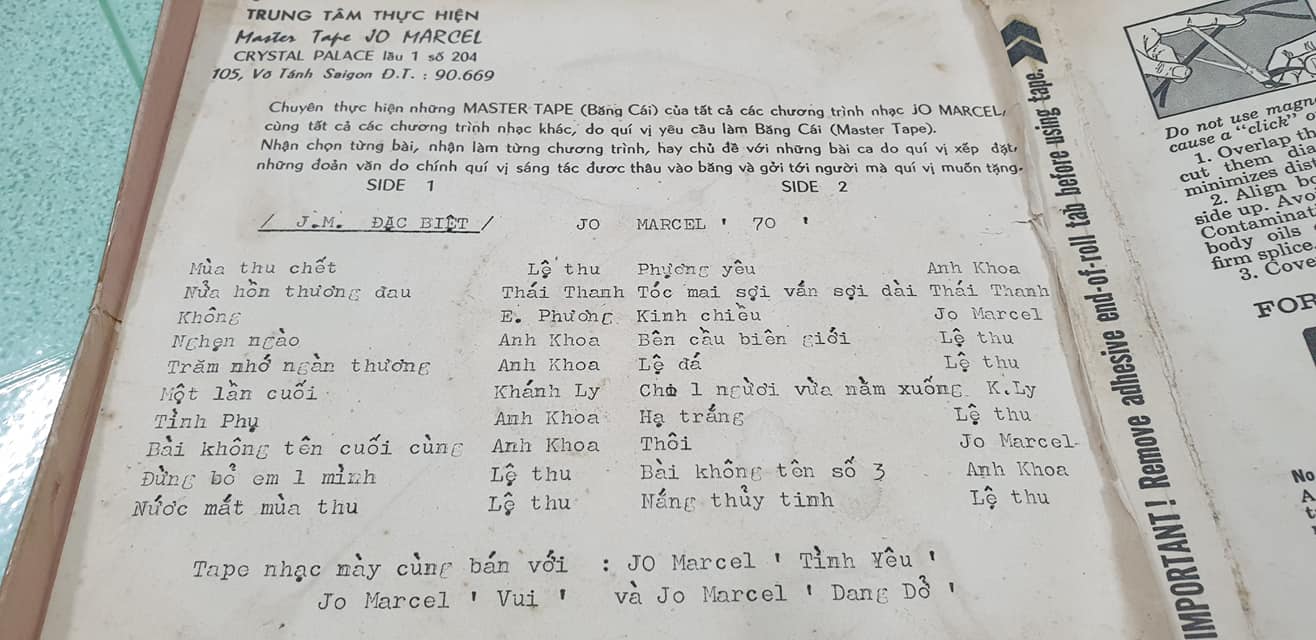 TRUNG TÂM THỰC HIỆN
Master Tape JO MARCEL
CRYSTAL PALACE lầu 1 số 204
105, Võ Tánh Saigon Đ.T. : 90.669
Chuyên thực hiện những MASTER TAPE (Băng Cái) của tất cả các chương trình nhạc JO MARCEL,
cùng tất cả các chương trình nhạc khác, do quí vị yêu cầu làm Băng Cái (Master Tape).
Nhận chọn từng bài, nhận làm từng chương trình, hay chủ đề với những bài ca do quí vị xếp đặt,
những đoản văn do chính quí vị sáng tác được thâu vào băng và gởi tới người mà quí vị muốn tặng.
SIDE 1 SIDE 2
/ J.M. ĐẶC BIỆT / JO MARCEL ' 70 '
Mùa thu chết Lệ thu Phượng yêu Anh Khoa
Nửa hồn thương đau Thái Thanh Tóc mai sợi vắn sợi dài Thái Thanh
Không E. Phương Kinh chiều Jo Marcel
Nghẹn ngào Anh Khoa Bên cầu biên giới Lệ thu
Trăm nhớ ngàn thương Anh Khoa Lệ đá Lệ thu
Một lần cuối Khánh Ly Cho 1 người vừa nằm xuống K.Ly
Tình Phụ Anh Khoa Hạ trắng Lệ thu
Bài không tên cuối cùng Anh Khoa Thôi Jo Marcel
Đừng bỏ em 1 mình Lệ thu Bài không tên số 3 Anh Khoa
Nước mắt mùa thu Lệ thu Nắng thủy tinh Lệ thu
Tape nhạc này cùng bán với : JO Marcel ' Tình Yêu '
Jo Marcel ' Vui ' và Jo Marcel ' Dang Dở '
IMPORTANT! Remove adhesive end-of-roll tab before using tape.
Do not use magn
cause a "click" o
1. Overlap th
cut them dia
minimizes dist
2. Align bo
side up. Avo
Contamina
body oils
firm splice.
3. Cove
FOR
No
A